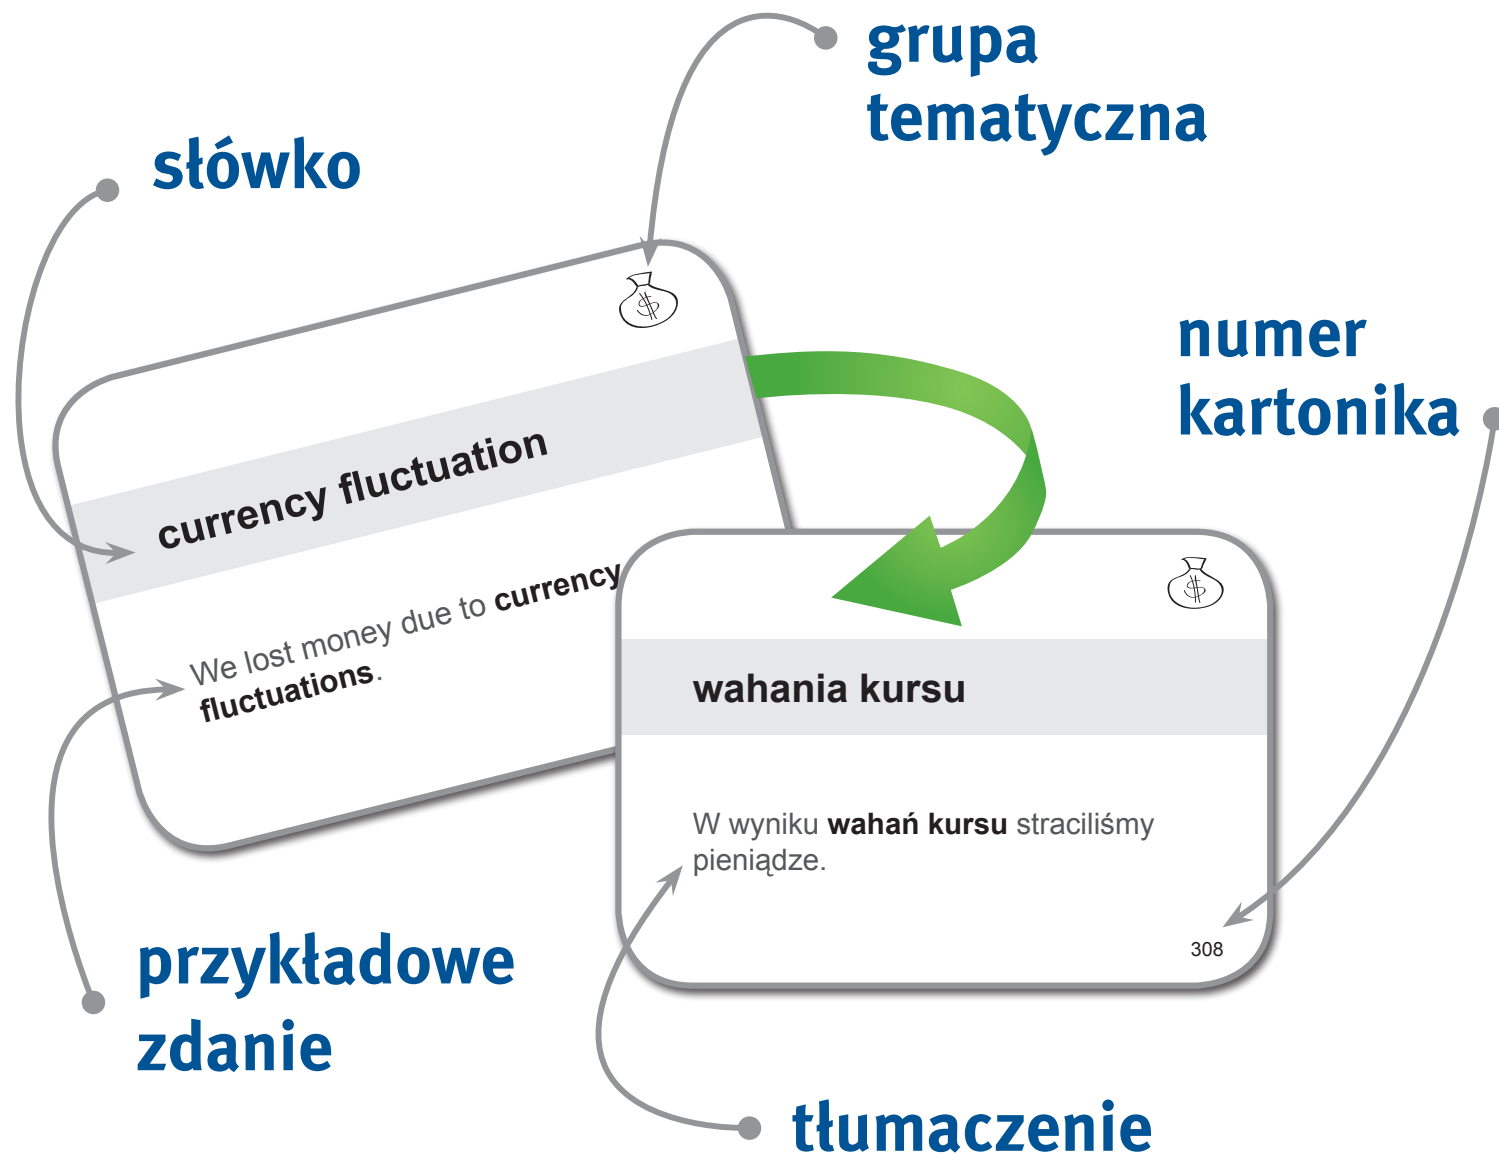 grupa
tematyczna
słówko
numer
kartonika
currency fluctuation
We lost money due to currency
fluctuations.
wahania kursu
W wyniku wahań kursu straciliśmy
pieniądze.
308
przykładowe
zdanie
tłumaczenie